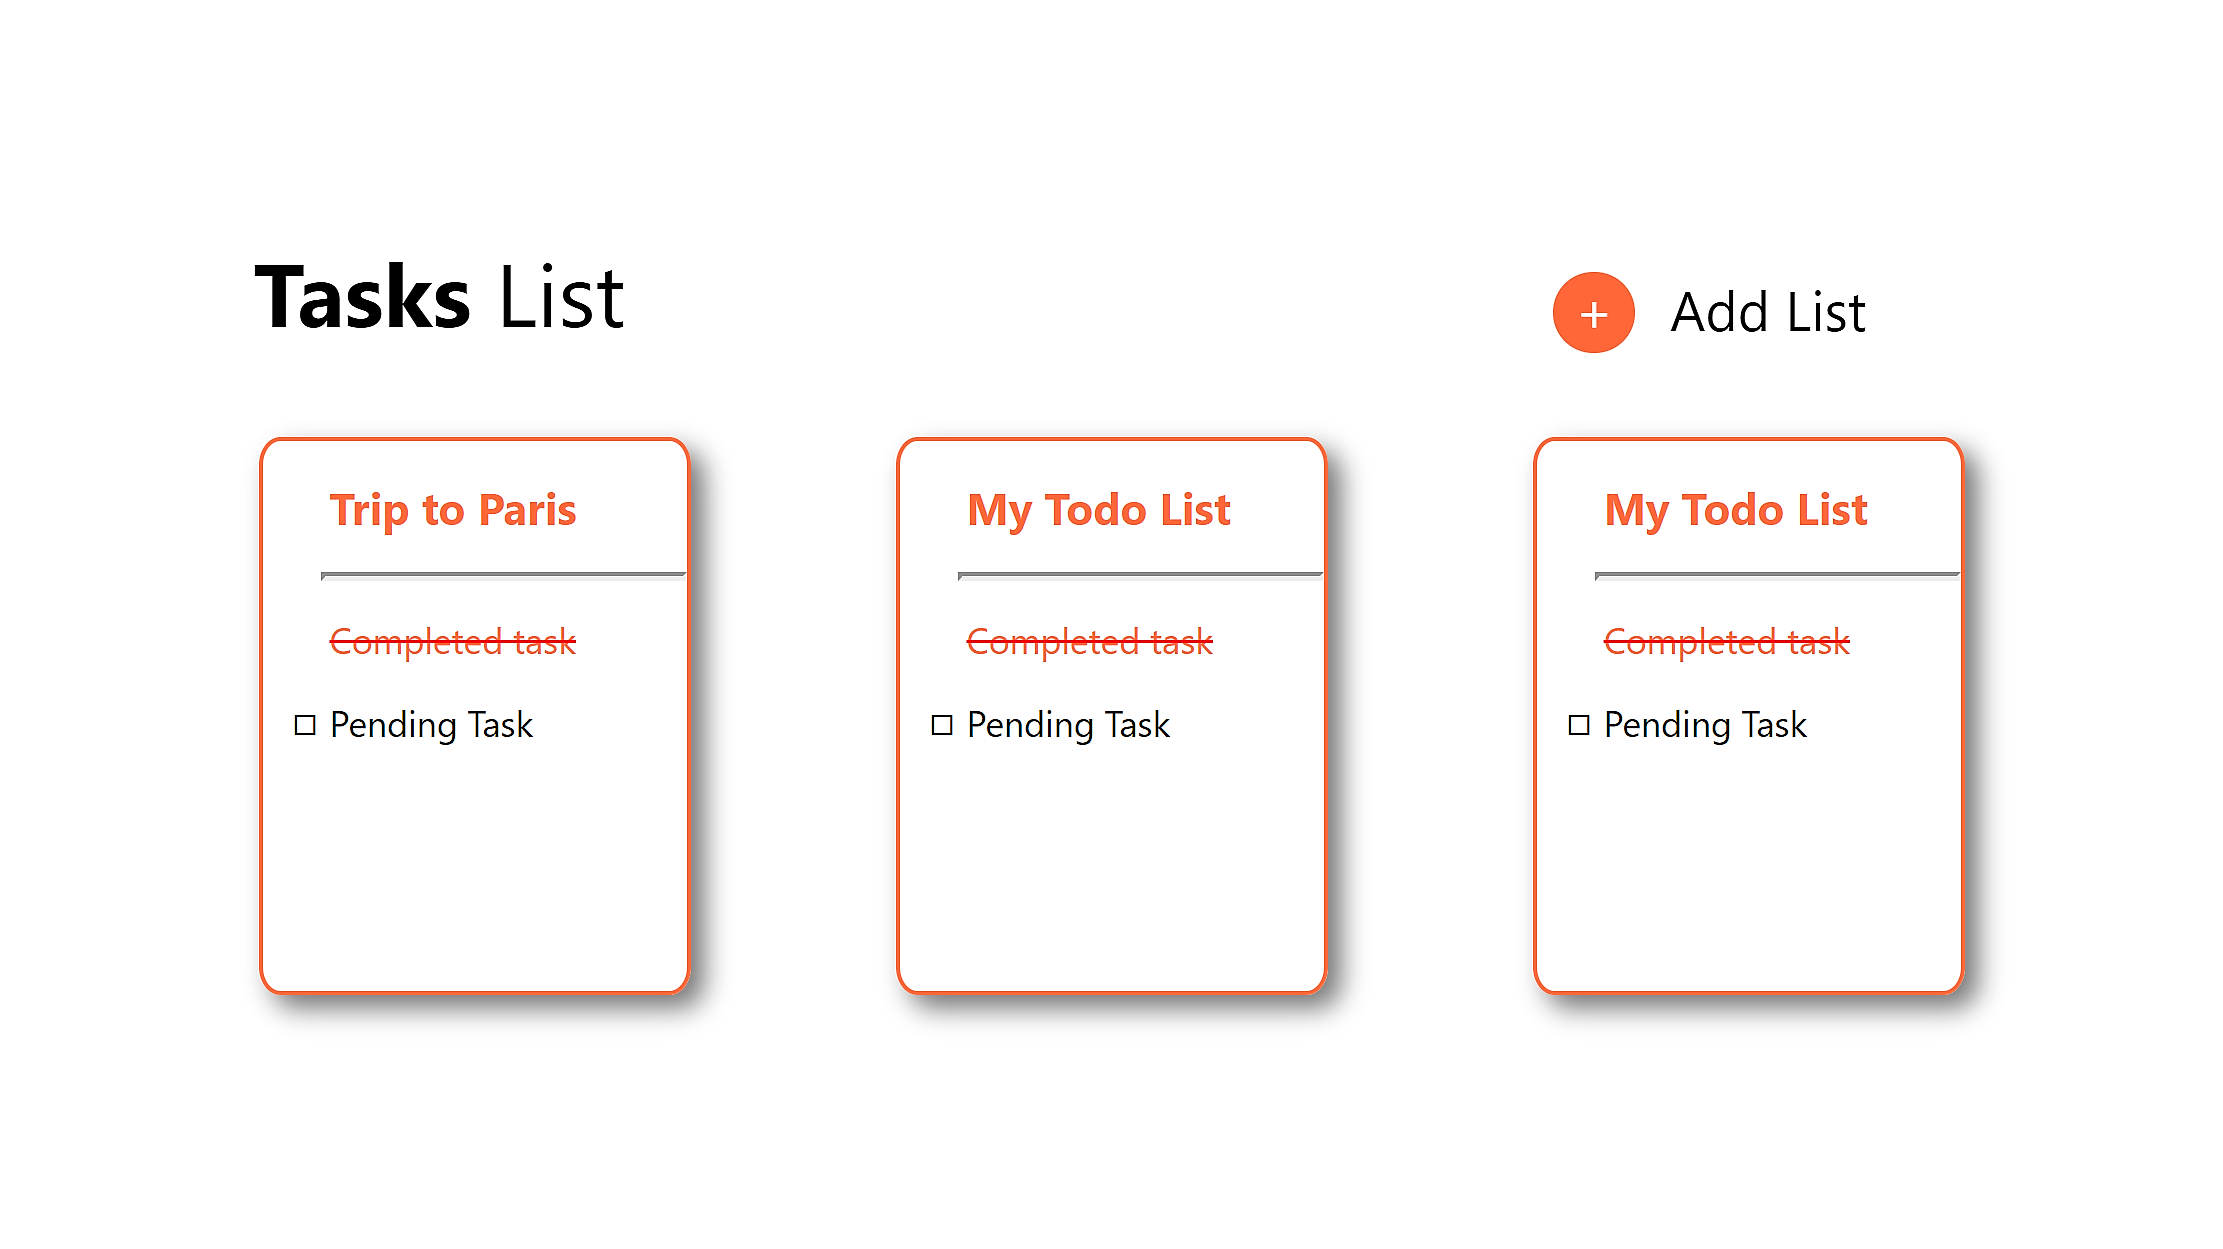 Tasks List
+ Add List
Trip to Paris
Completed task
Pending Task
My Todo List
Completed task
Pending Task
My Todo List
Completed task
Pending Task